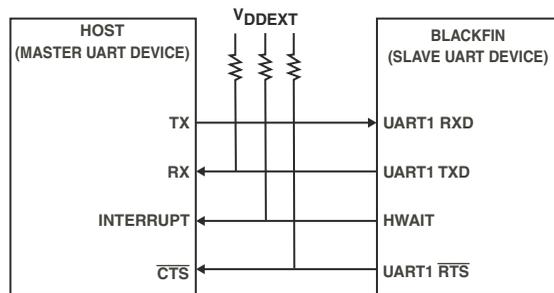 HOST
(MASTER UART DEVICE)
VDDEXT
BLACKFIN
(SLAVE UART DEVICE)
TX
UART1 RXD
RX
UART1 TXD
INTERRUPT
HWAIT
CTS
UART1 RTS